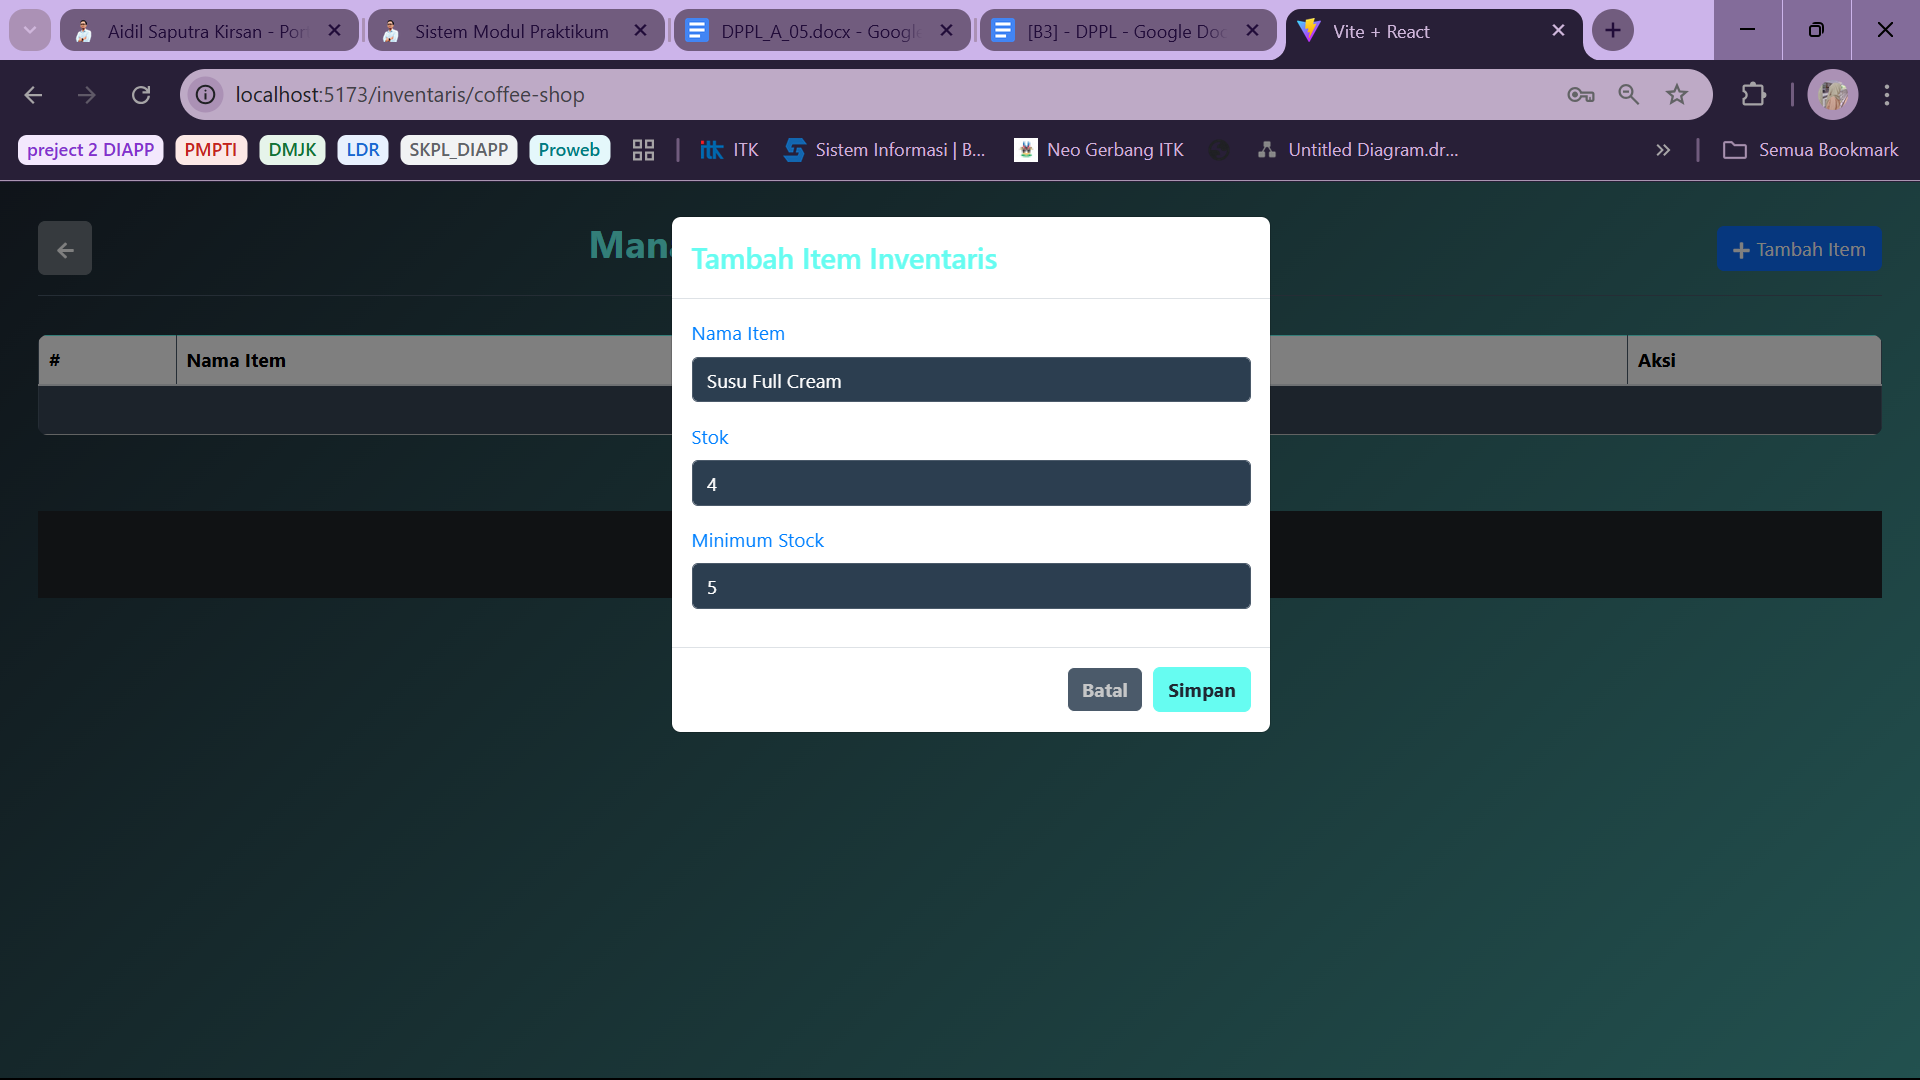 Aidil Saputra Kirsan - Por
Sistem Modul Praktikum
DPPL_A_05.docx - Googl
[B3] - DPPL - Google Doc
Vite + React
localhost:5173/inventaris/coffee-shop
preject 2 DIAPP
PMPTI
DMJK
LDR
SKPL_DIAPP
Proweb
itk ITK
Sistem Informasi | B...
Neo Gerbang ITK
Untitled Diagram.dr...
Semua Bookmark
Mana
Tambah Item
#
Nama Item
Aksi
Tambah Item Inventaris
Nama Item
Susu Full Cream
Stok
4
Minimum Stock
5
Batal
Simpan